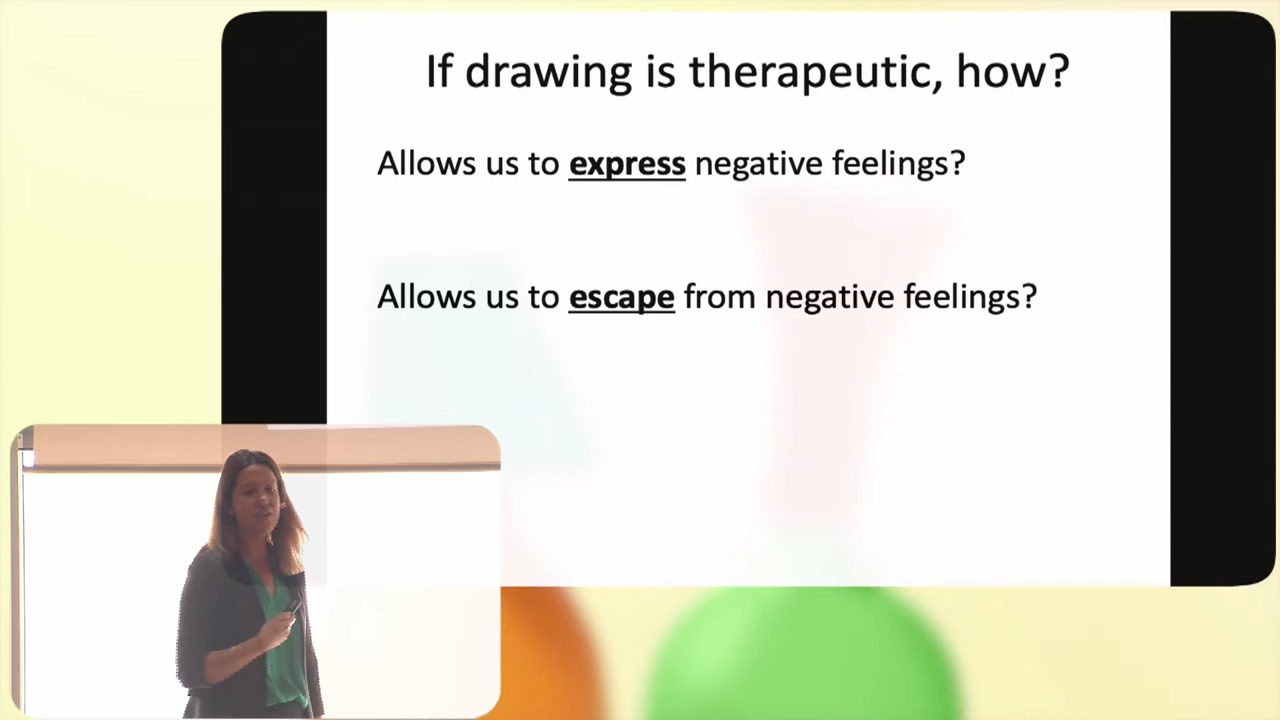 If drawing is therapeutic, how?
Allows us to express negative feelings?
Allows us to escape from negative feelings?